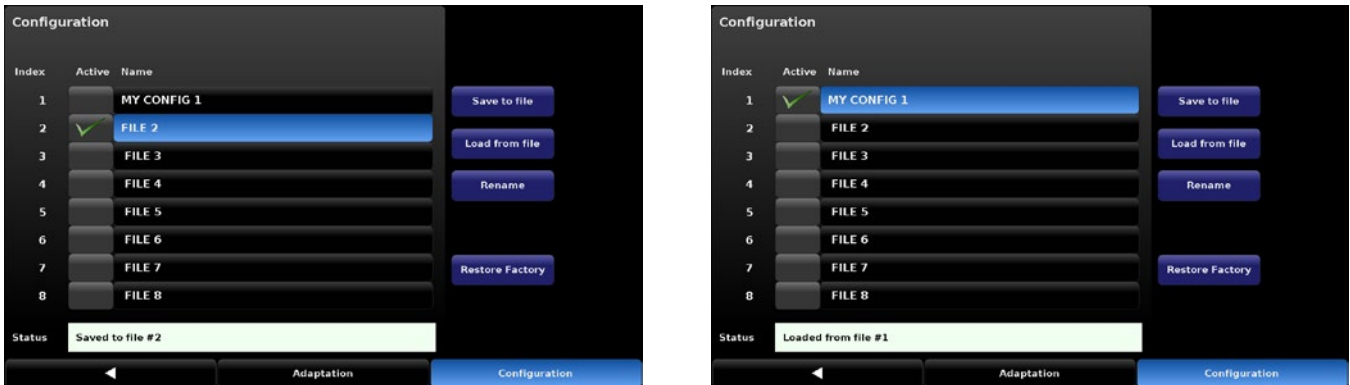 Configuration
Index Active Name
1 MY CONFIG 1 Save to file
2 FILE 2
Load from file
3 FILE 3
4 FILE 4 Rename
5 FILE 5
6 FILE 6
7 FILE 7 Restore Factory
8 FILE 8
Status Saved to file #2
Adaptation Configuration
Configuration
Index Active Name
1 MY CONFIG 1 Save to file
2 FILE 2
Load from file
3 FILE 3
4 FILE 4 Rename
5 FILE 5
6 FILE 6
7 FILE 7 Restore Factory
8 FILE 8
Status Loaded from file #1
Adaptation Configuration